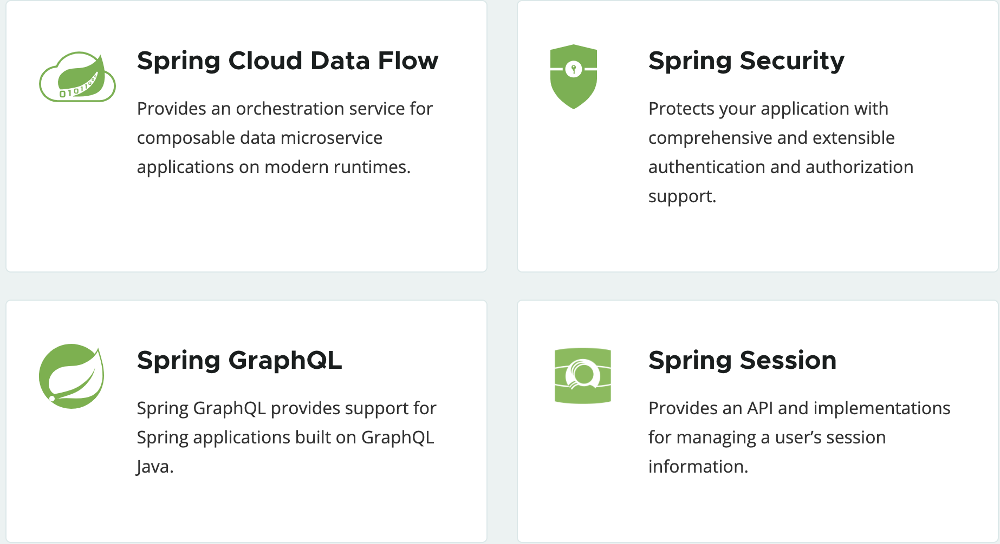 Spring Cloud Data Flow
Provides an orchestration service for
composable data microservice
applications on modern runtimes.
Spring Security
Protects your application with
comprehensive and extensible
authentication and authorization
support.
Spring GraphQL
Spring GraphQL provides support for
Spring applications built on GraphQL
Java.
Spring Session
Provides an API and implementations
for managing a user’s session
information.